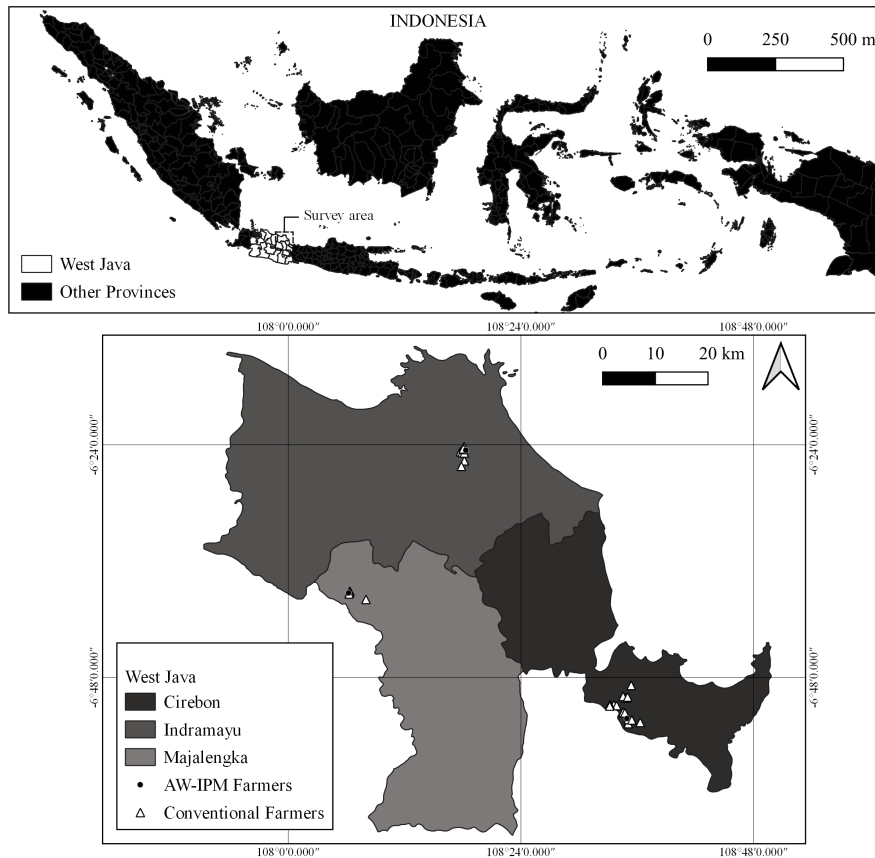 INDONESIA
0 250 500 m
Survey area
West Java
Other Provinces
108°0'0.000" 108°24'0.000" 108°48'0.000"
0 10 20 km
-6°24'0.000" -6°24'0.000"
-6°48'0.000" -6°48'0.000"
West Java
Cirebon
Indramayu
Majalengka
AW-IPM Farmers
Conventional Farmers
108°0'0.000" 108°24'0.000" 108°48'0.000"